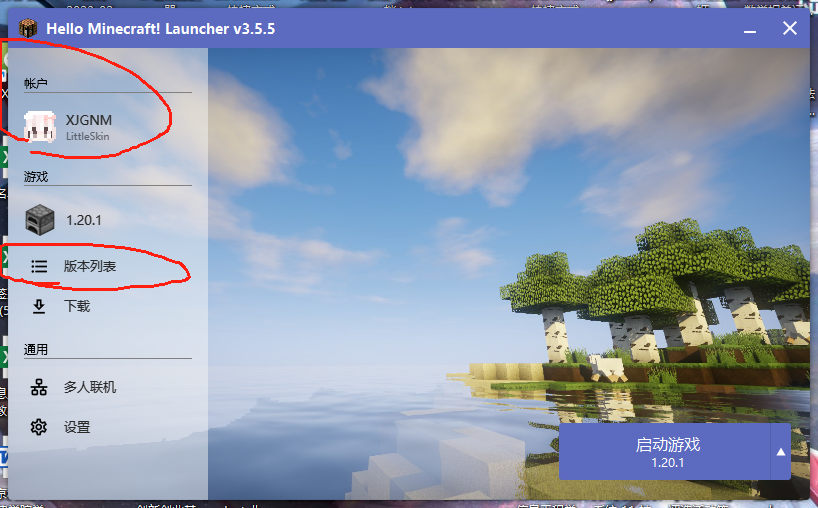 Hello Minecraft! Launcher v3.5.5
帐户
XJGNM
LittleSkin
游戏
1.20.1
版本列表
下载
通用
多人联机
设置
启动游戏
1.20.1